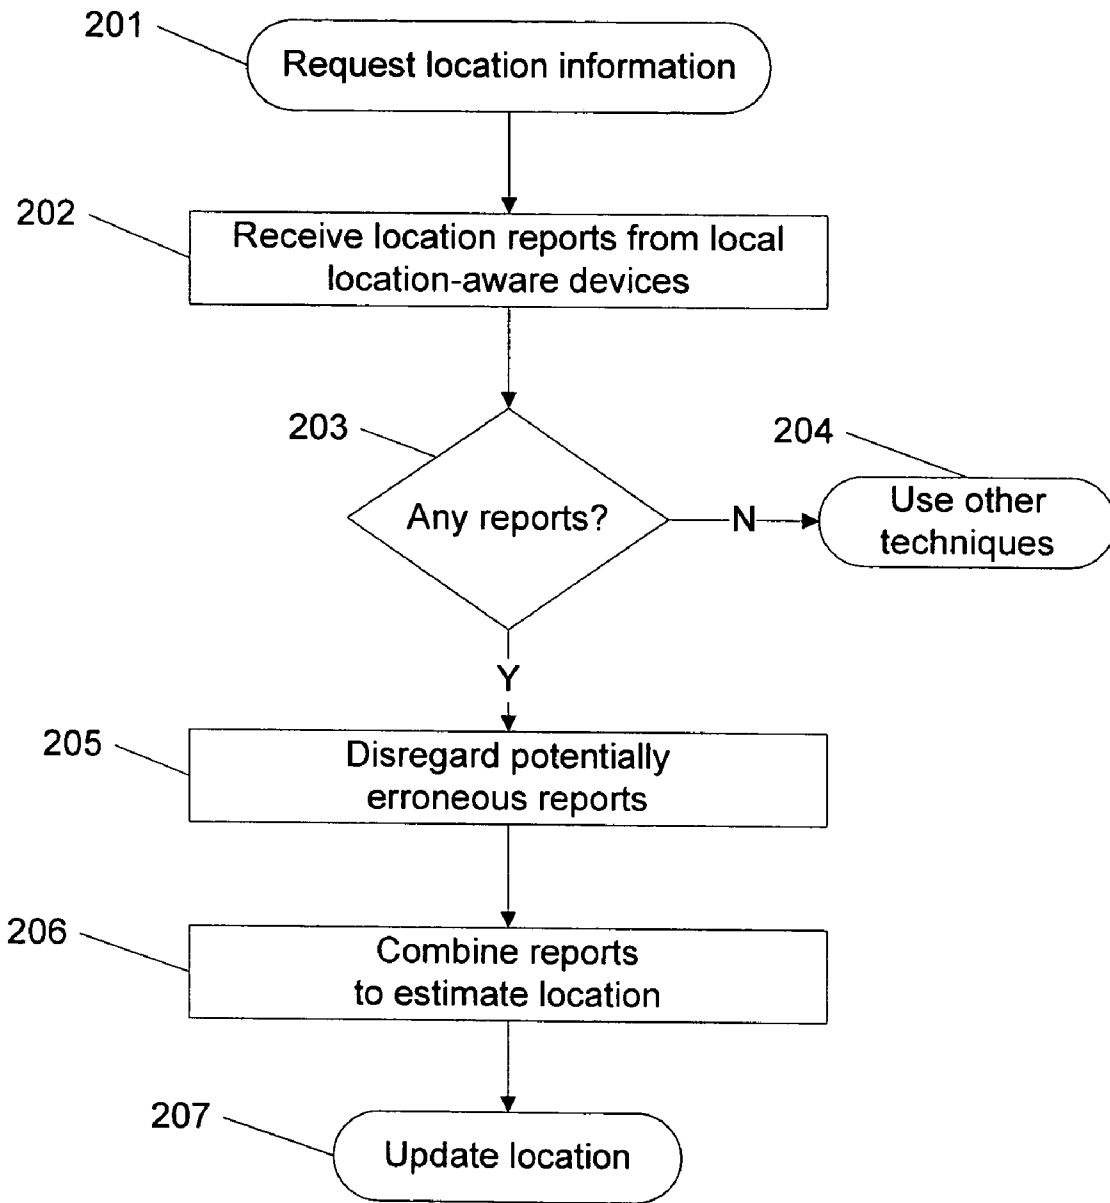 201
Request location information
202
Receive location reports from local
location-aware devices
203
Any reports?
N
204
Use other
techniques
Y
205
Disregard potentially
erroneous reports
206
Combine reports
to estimate location
207
Update location